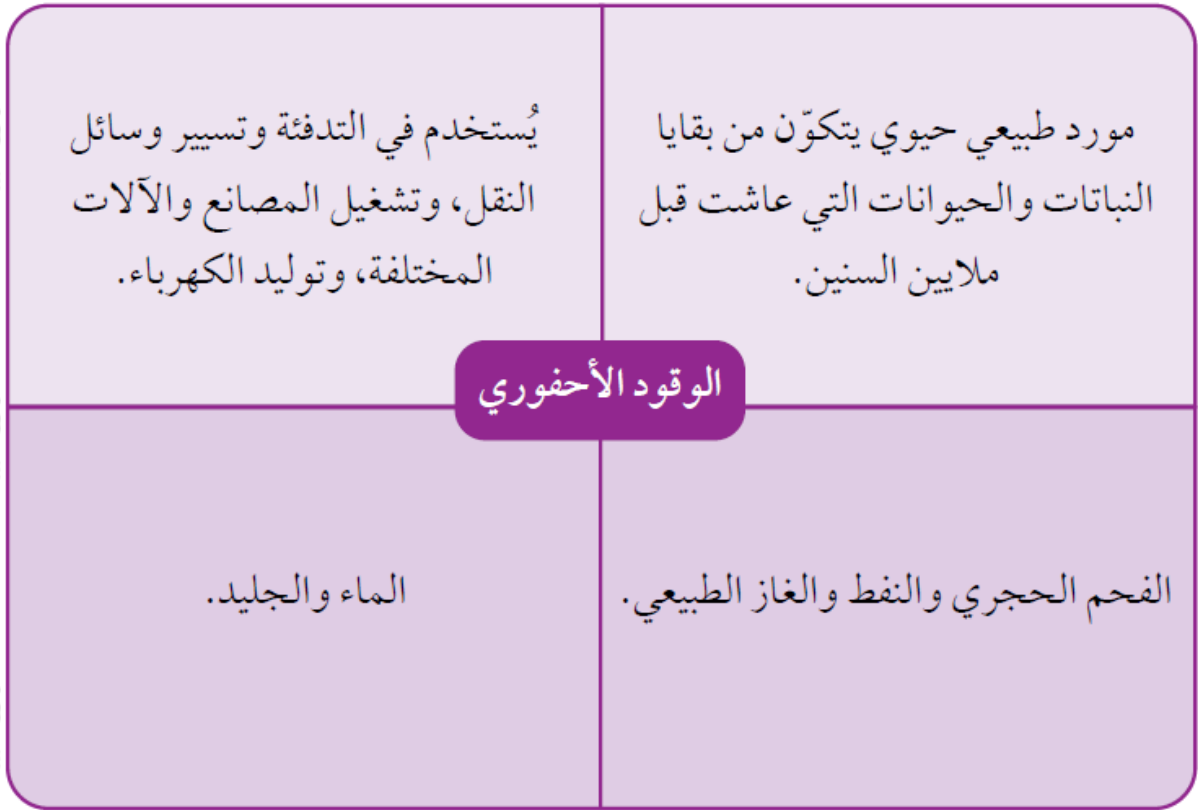 مورد طبيعي حيوي يتكوّن من بقايا
النباتات والحيوانات التي عاشت قبل
ملايين السنين.
يُستخدم في التدفئة وتسيير وسائل
النقل، وتشغيل المصانع والآلات
المختلفة، وتوليد الكهرباء.
الوقود الأحفوري
الفحم الحجري والنفط والغاز الطبيعي.
الماء والجليد.